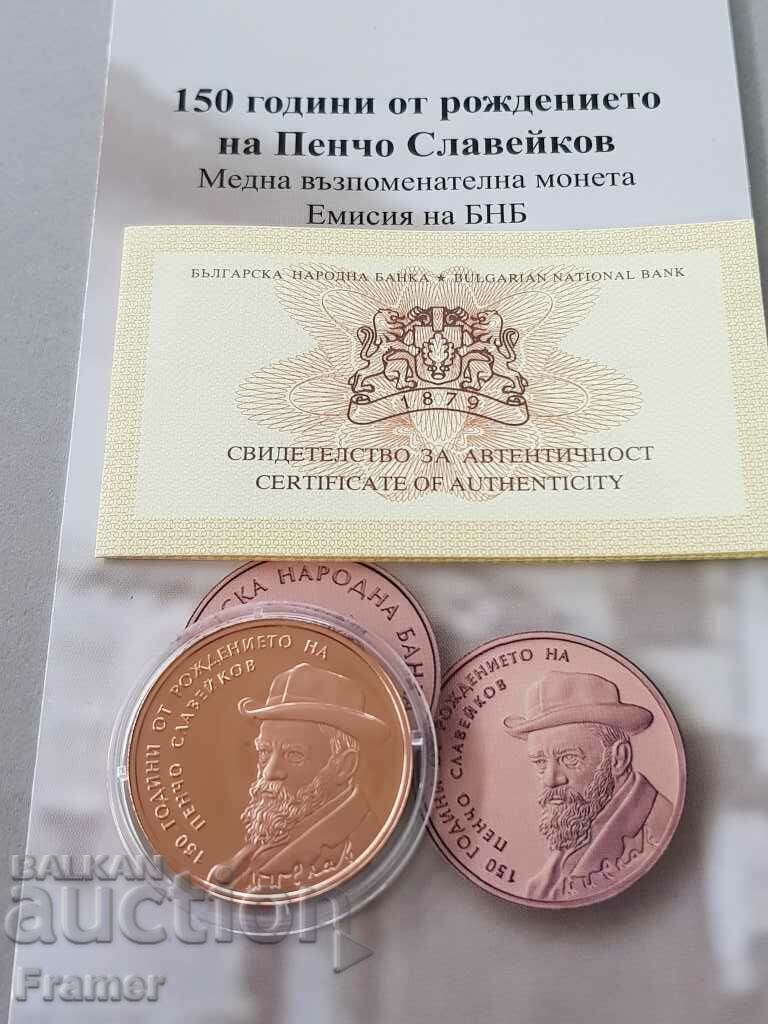 150 години от рождението
на Пенчо Славейков
Медна възпоменателна монета
Емисия на БНБ
БЪЛГАРСКА НАРОДНА БАНКА ★ BULGARIAN NATIONAL BANK
1879
СВИДЕТЕЛСТВО ЗА АВТЕНТИЧНОСТ
CERTIFICATE OF AUTHENTICITY
СКА НАРОДНА БАН
150 ГОДИНИ ОТ РОЖДЕНИЕТО НА
ПЕНЧО СЛАВЕЙКОВ
150 ГОДИНИ РОЖДЕНИЕТО НА
ПЕНЧО СЛАВЕЙКОВ
БАЛКАН
auction
Framer